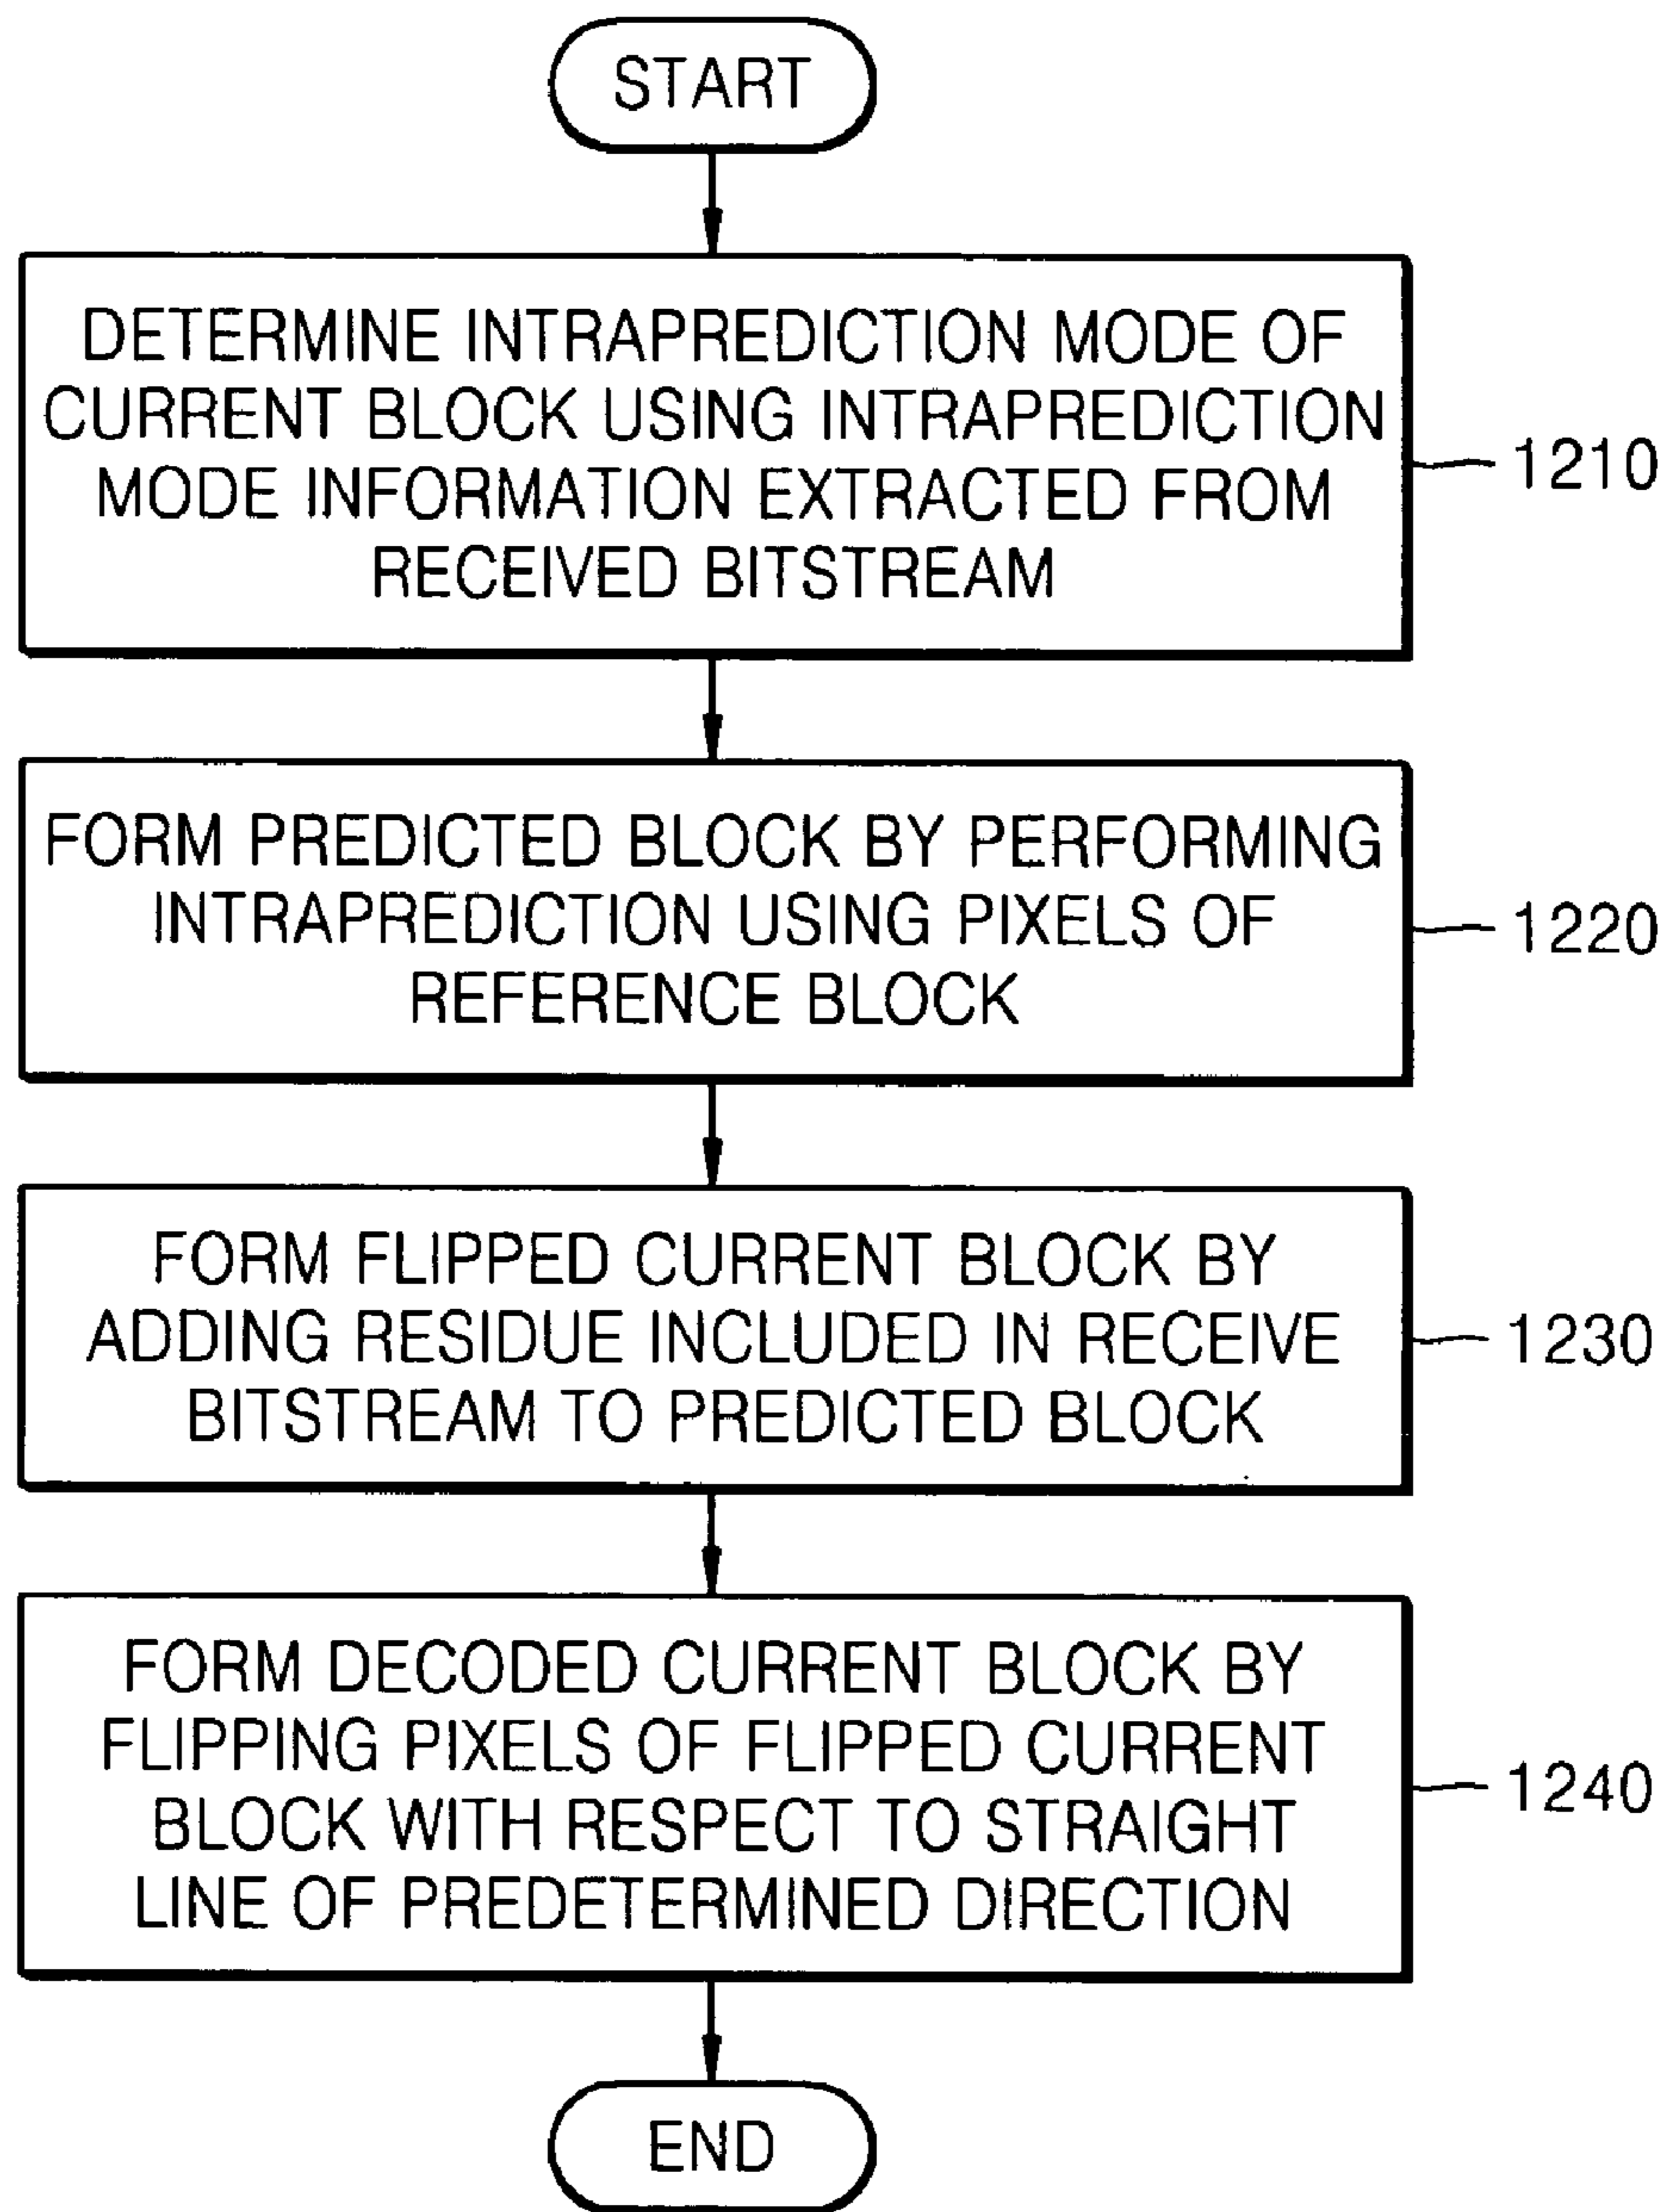 START
DETERMINE INTRAPREDICTION MODE OF
CURRENT BLOCK USING INTRAPREDICTION
MODE INFORMATION EXTRACTED FROM
RECEIVED BITSTREAM
1210
FORM PREDICTED BLOCK BY PERFORMING
INTRAPREDICTION USING PIXELS OF
REFERENCE BLOCK
1220
FORM FLIPPED CURRENT BLOCK BY
ADDING RESIDUE INCLUDED IN RECEIVE
BITSTREAM TO PREDICTED BLOCK
1230
FORM DECODED CURRENT BLOCK BY
FLIPPING PIXELS OF FLIPPED CURRENT
BLOCK WITH RESPECT TO STRAIGHT
LINE OF PREDETERMINED DIRECTION
1240
END